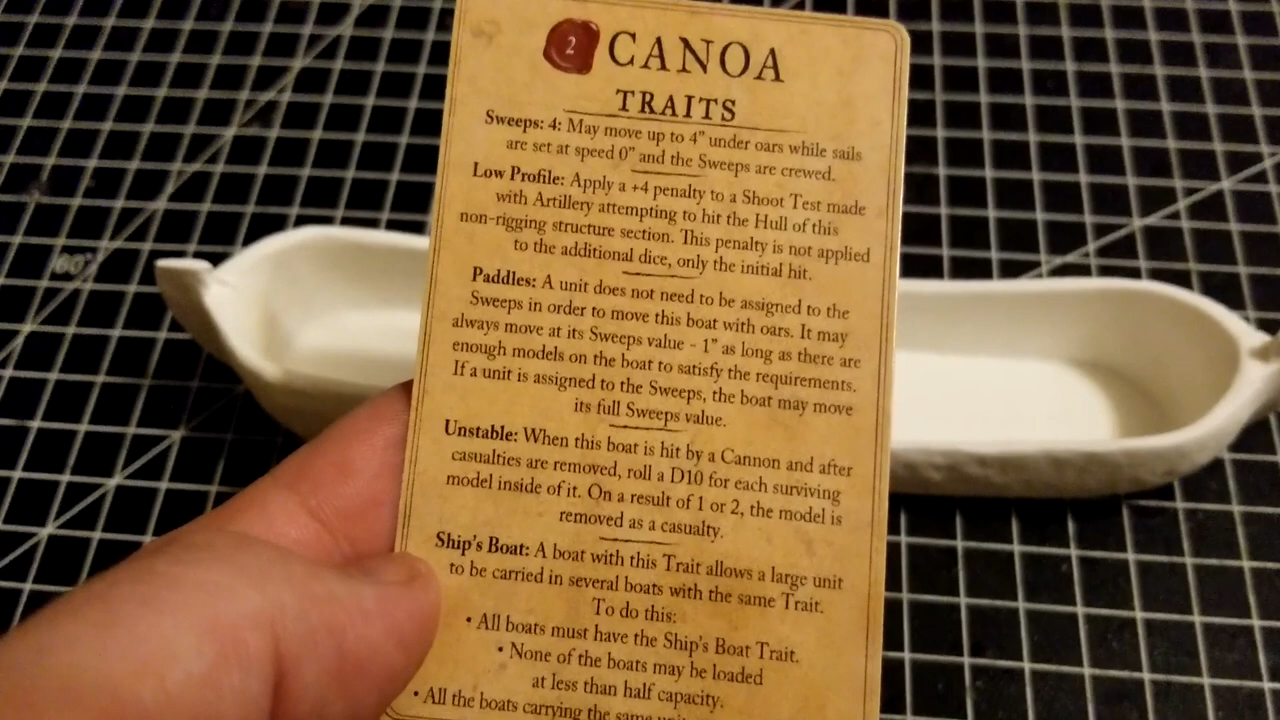 2 CANOA
TRAITS
Sweeps: 4: May move up to 4" under oars while sails
are set at speed 0" and the Sweeps are crewed.
Low Profile: Apply a +4 penalty to a Shoot Test made
with Artillery attempting to hit the Hull of this
non-rigging structure section. This penalty is not applied
to the additional dice, only the initial hit.
Paddles: A unit does not need to be assigned to the
Sweeps in order to move this boat with oars. It may
always move at its Sweeps value - 1" as long as there are
enough models on the boat to satisfy the requirements.
If a unit is assigned to the Sweeps, the boat may move
its full Sweeps value.
Unstable: When this boat is hit by a Cannon and after
casualties are removed, roll a D10 for each surviving
model inside of it. On a result of 1 or 2, the model is
removed as a casualty.
Ship's Boat: A boat with this Trait allows a large unit
to be carried in several boats with the same Trait.
To do this:
• All boats must have the Ship's Boat Trait.
• None of the boats may be loaded
at less than half capacity.
• All the boats carrying the same
60°